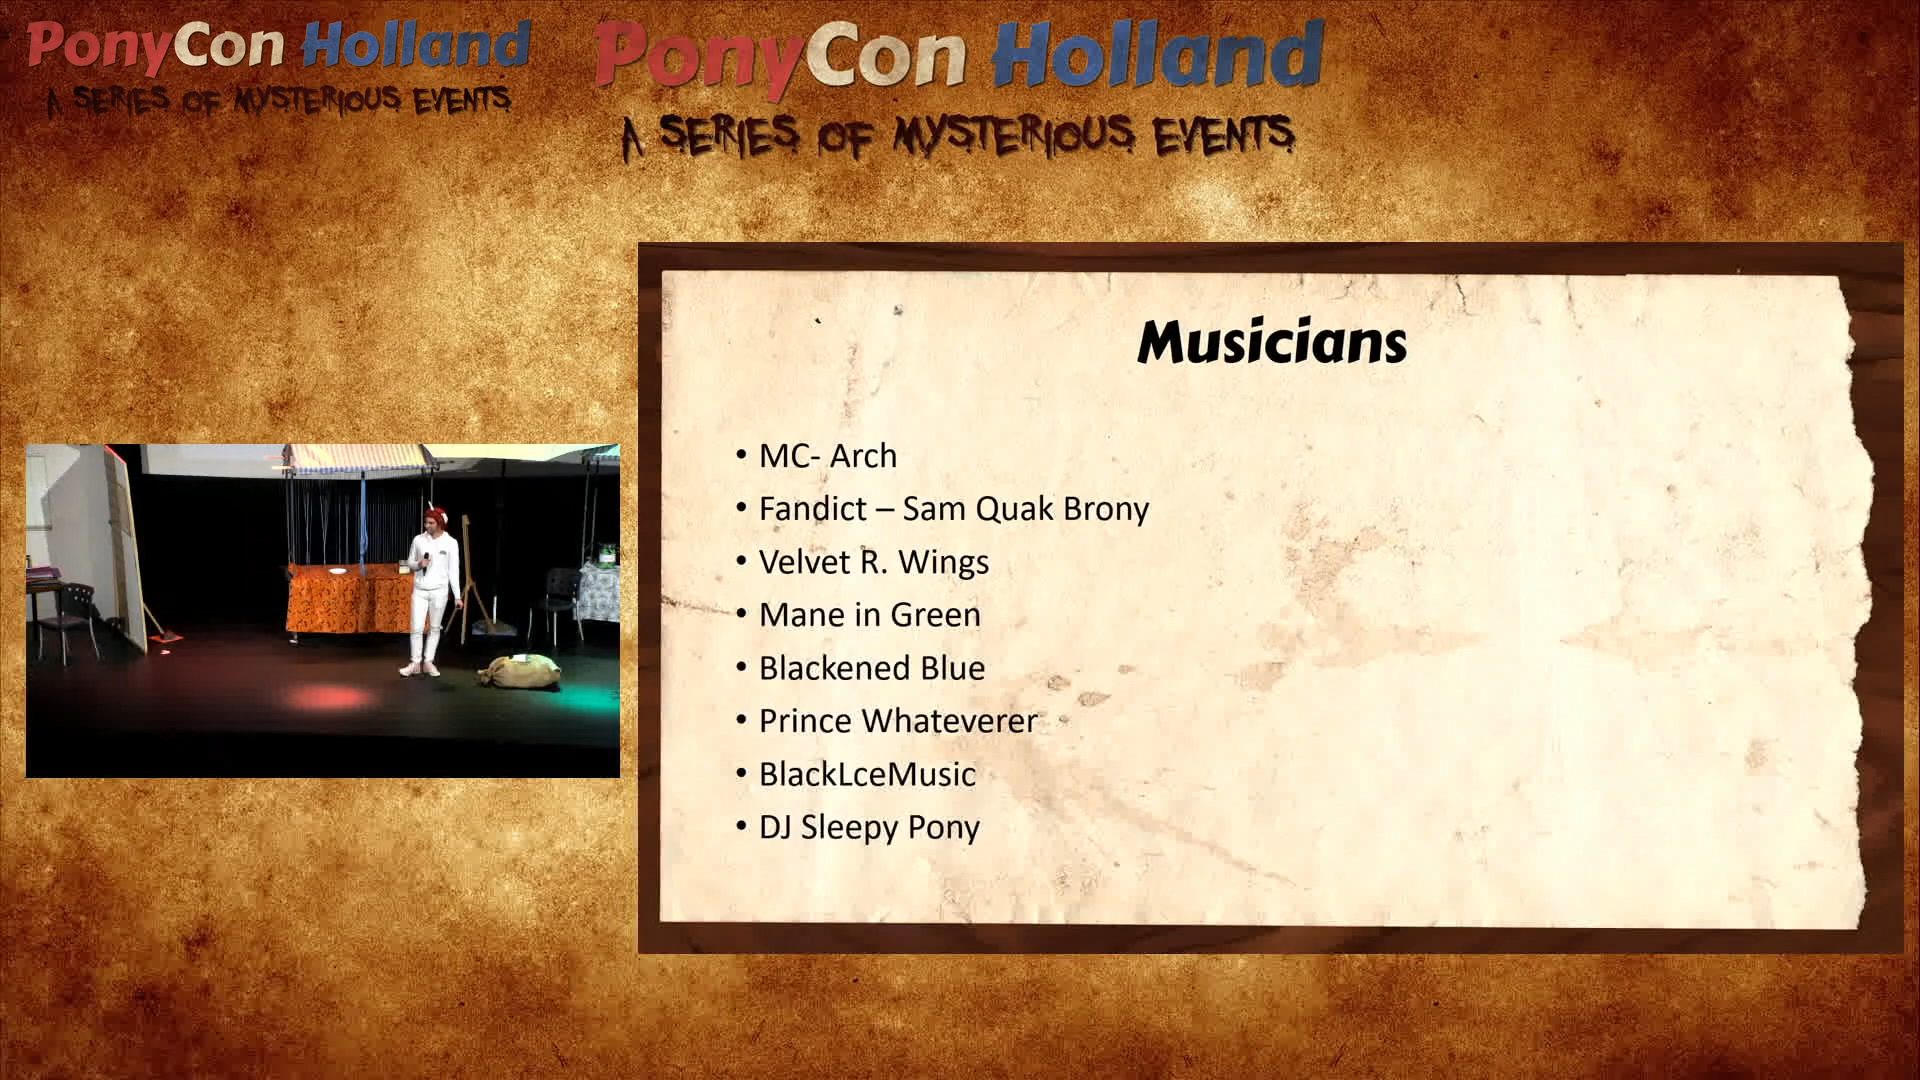 PonyCon Holland
A SERIES OF MYSTERIOUS EVENTS
PonyCon Holland
A SERIES OF MYSTERIOUS EVENTS
Musicians
• MC- Arch
• Fandict – Sam Quak Brony
• Velvet R. Wings
• Mane in Green
• Blackened Blue
• Prince Whateverer
• BlackLceMusic
• DJ Sleepy Pony